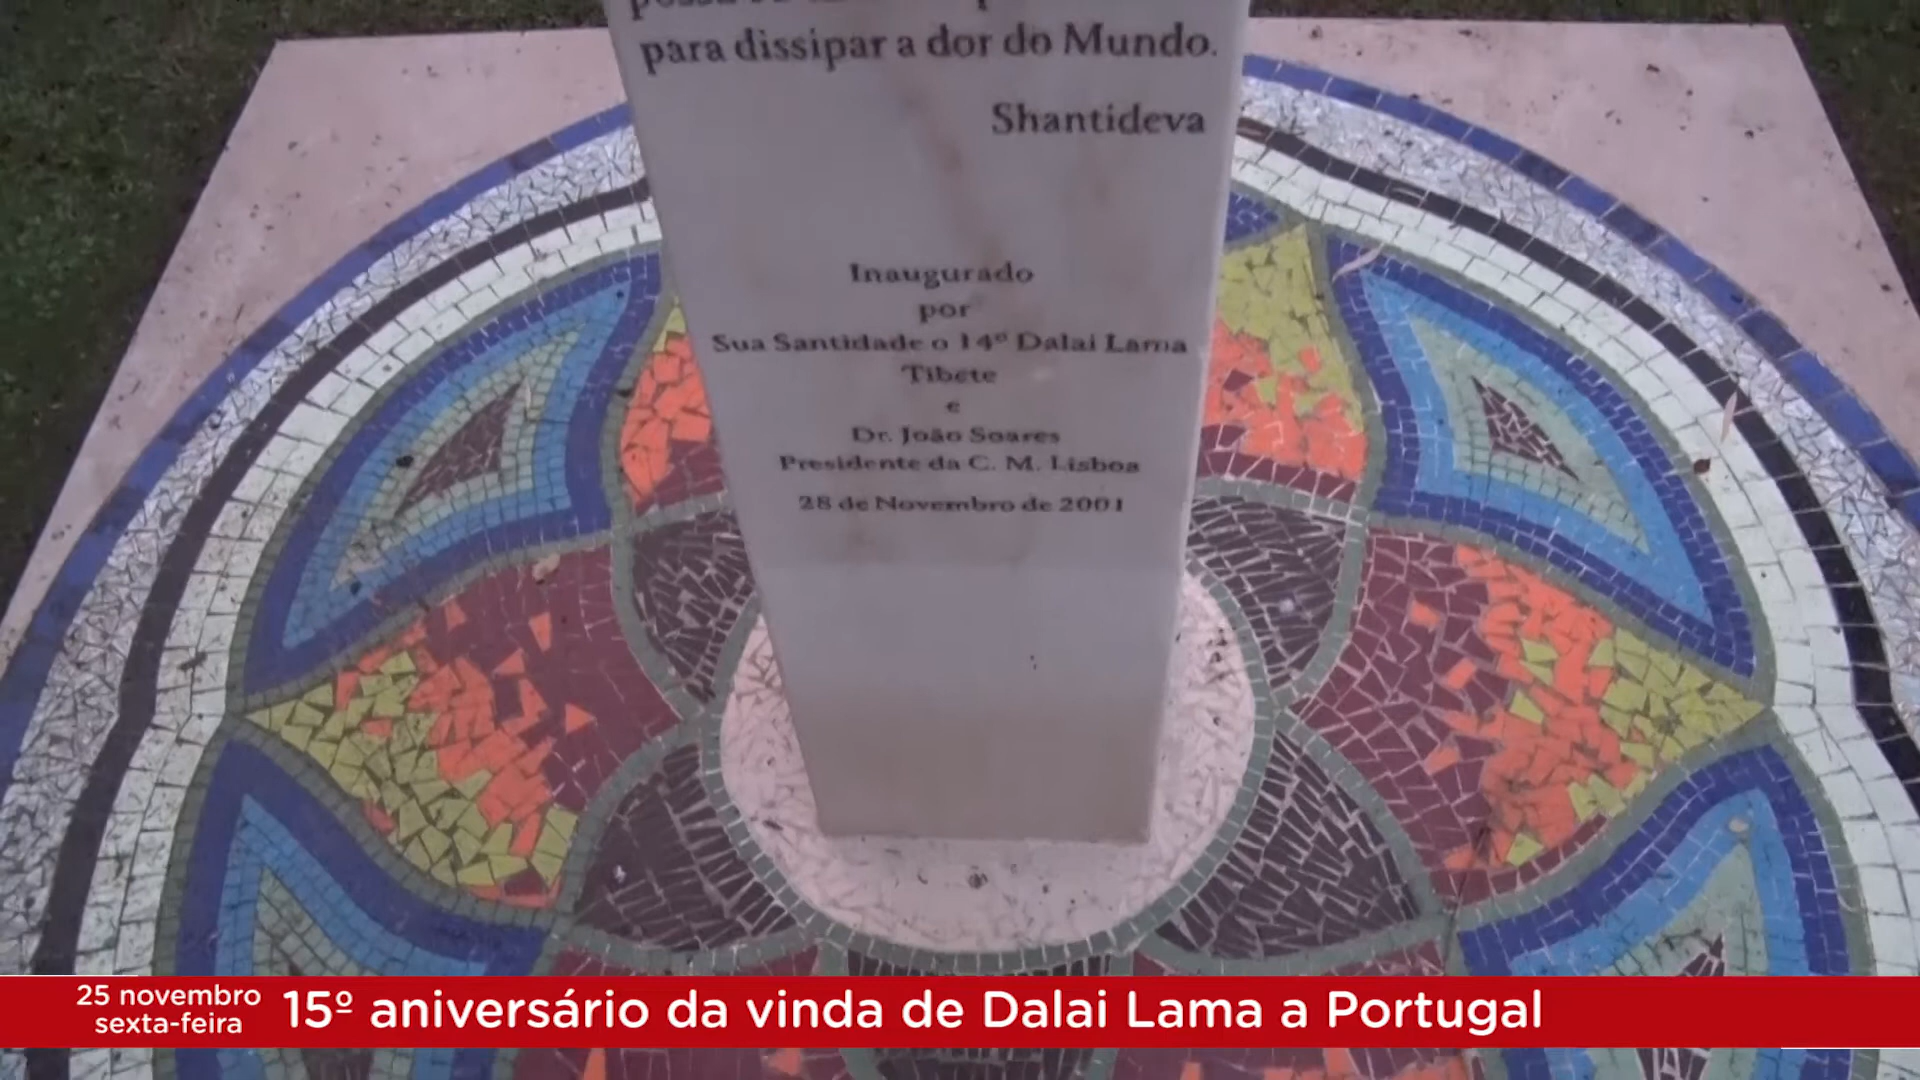 para dissipar a dor do Mundo.
Shantideva
Inaugurado
por
Sua Santidade o 14º Dalai Lama
Tibete
e
Dr. João Soares
Presidente da C. M. Lisboa
28 de Novembro de 2001
25 novembro
sexta-feira
15º aniversário da vinda de Dalai Lama a Portugal